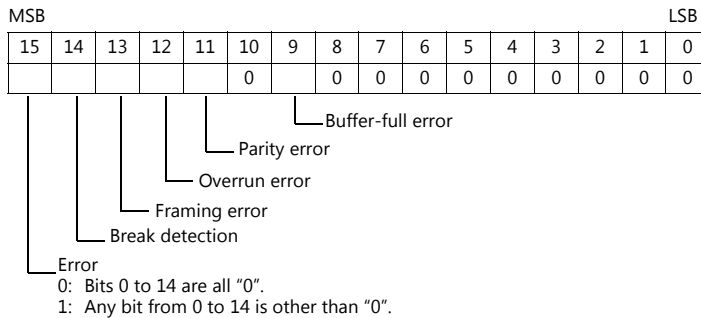 MSB LSB
15 14 13 12 11 10 9 8 7 6 5 4 3 2 1 0
0 0 0 0 0 0 0 0 0 0
Buffer-full error
Parity error
Overrun error
Framing error
Break detection
Error
0: Bits 0 to 14 are all “0”.
1: Any bit from 0 to 14 is other than “0”.